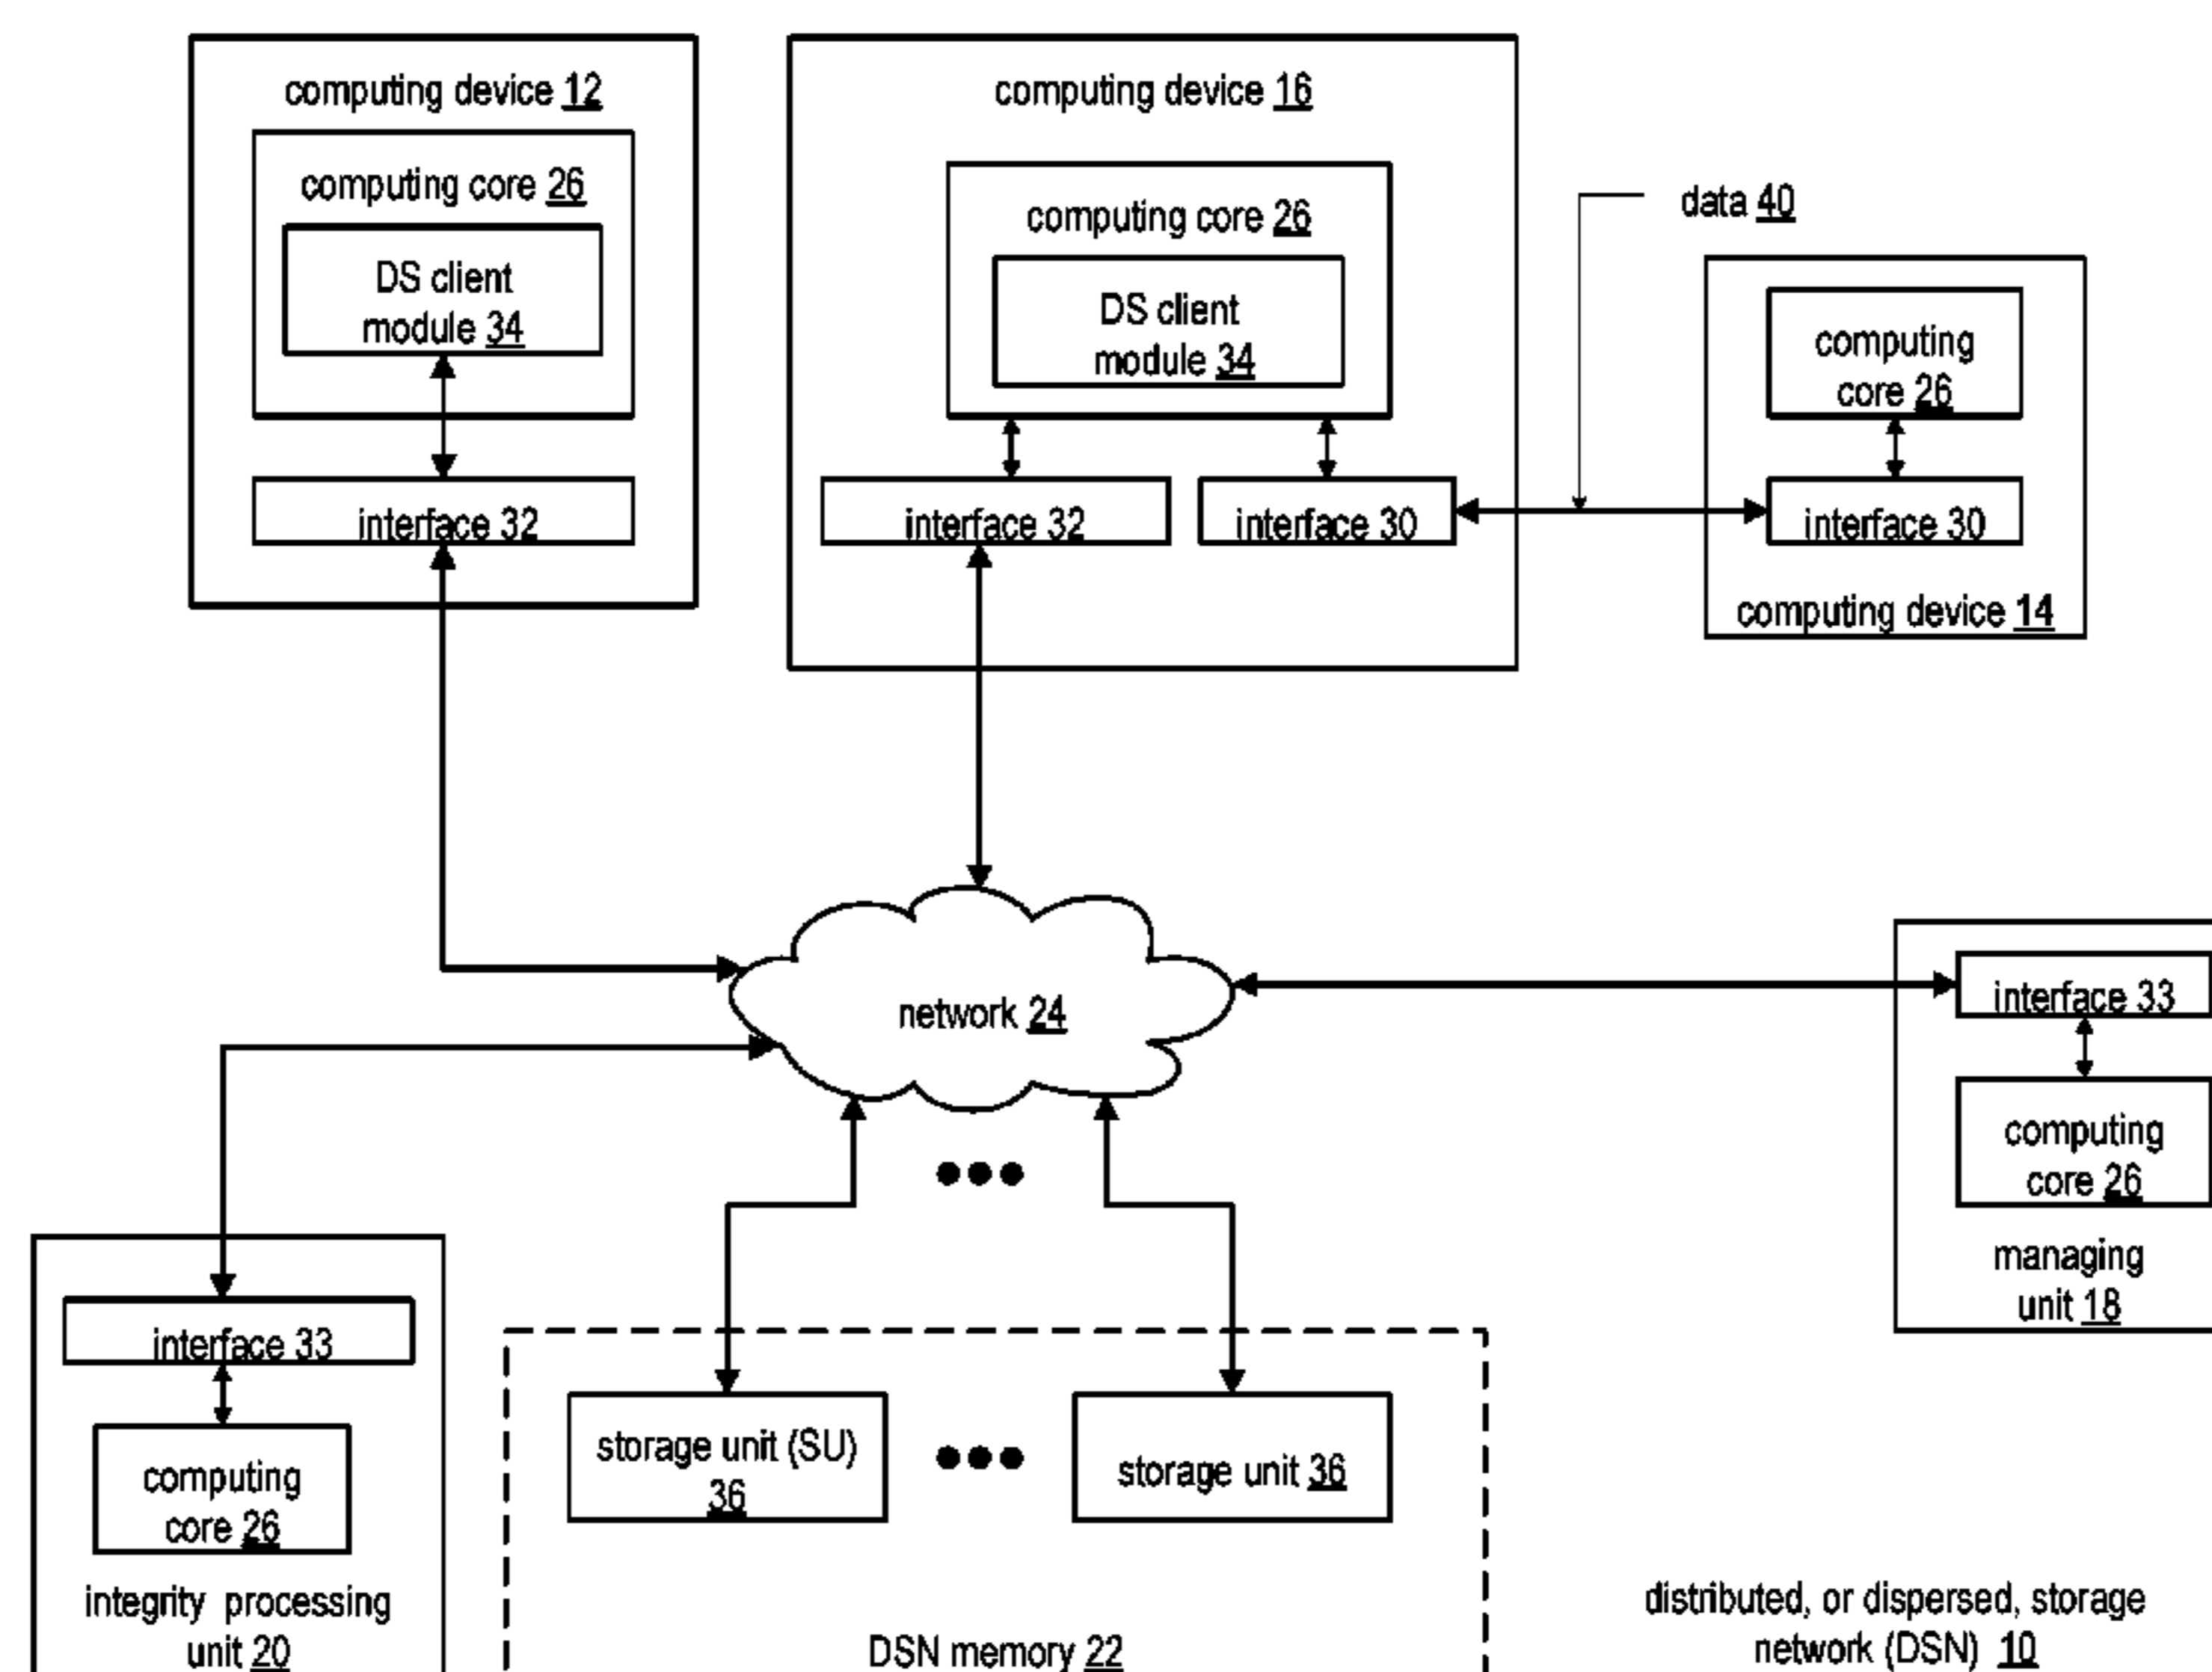 computing device 12
computing core 26
DS client
module 34
interface 32
computing device 16
computing core 26
DS client
module 34
interface 32
interface 30
data 40
computing
core 26
interface 30
computing device 14
network 24
interface 33
computing
core 26
managing
unit 18
interface 33
computing
core 26
integrity processing
unit 20
storage unit (SU)
36
storage unit 36
DSN memory 22
distributed, or dispersed, storage
network (DSN) 10